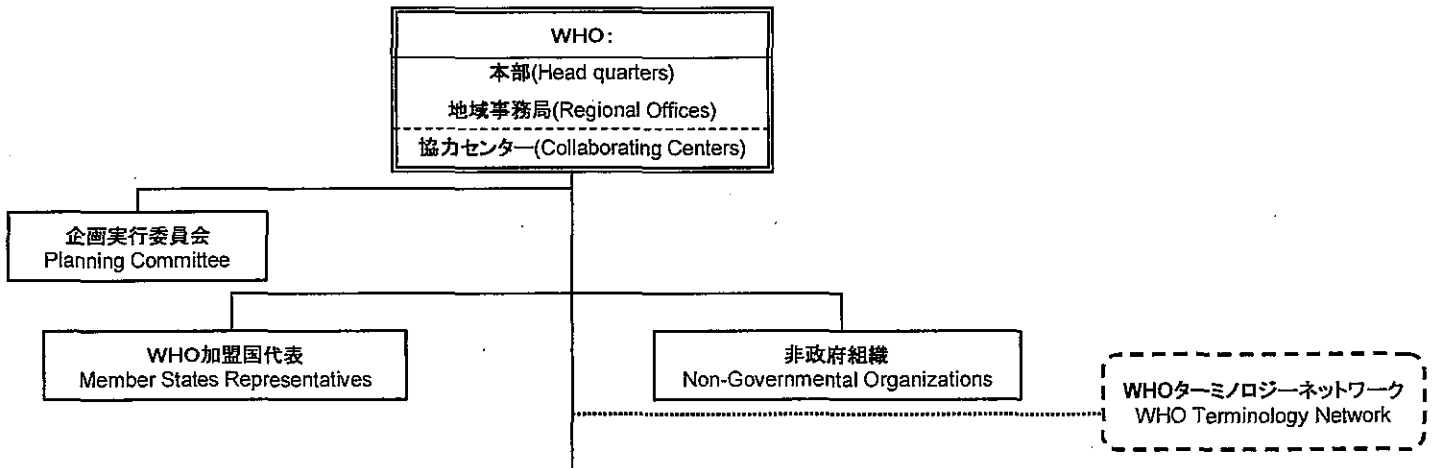 WHO:
本部(Head quarters)
地域事務局(Regional Offices)
協力センター(Collaborating Centers)
企画実行委員会
Planning Committee
WHO加盟国代表
Member States Representatives
非政府組織
Non-Governmental Organizations
WHOターミノロジーネットワーク
WHO Terminology Network